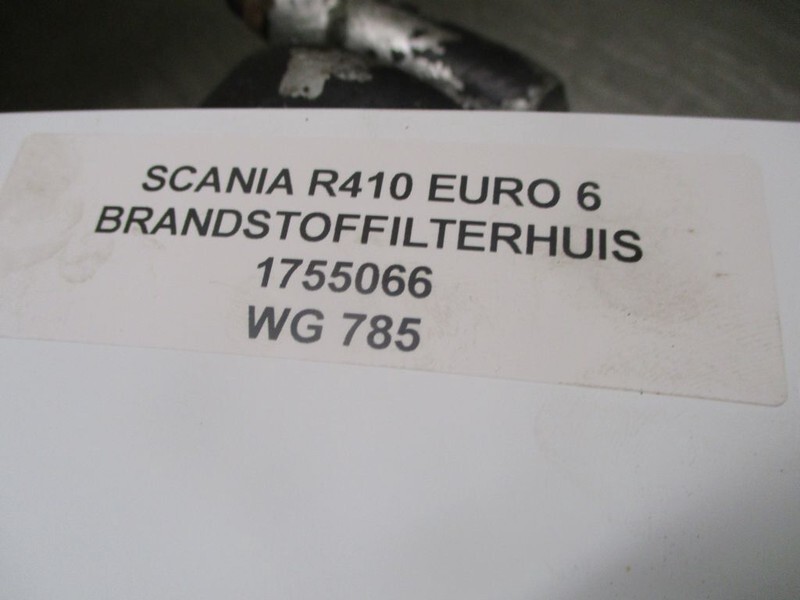 SCANIA R410 EURO 6
BRANDSTOFFILTERHUIS
1755066
WG 785